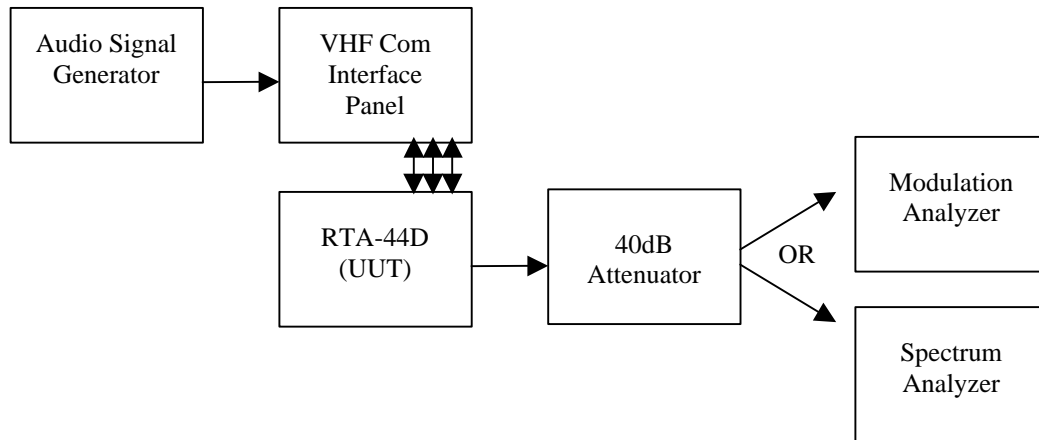 Audio Signal
Generator
VHF Com
Interface
Panel
RTA-44D
(UUT)
40dB
Attenuator
OR
Modulation
Analyzer
Spectrum
Analyzer